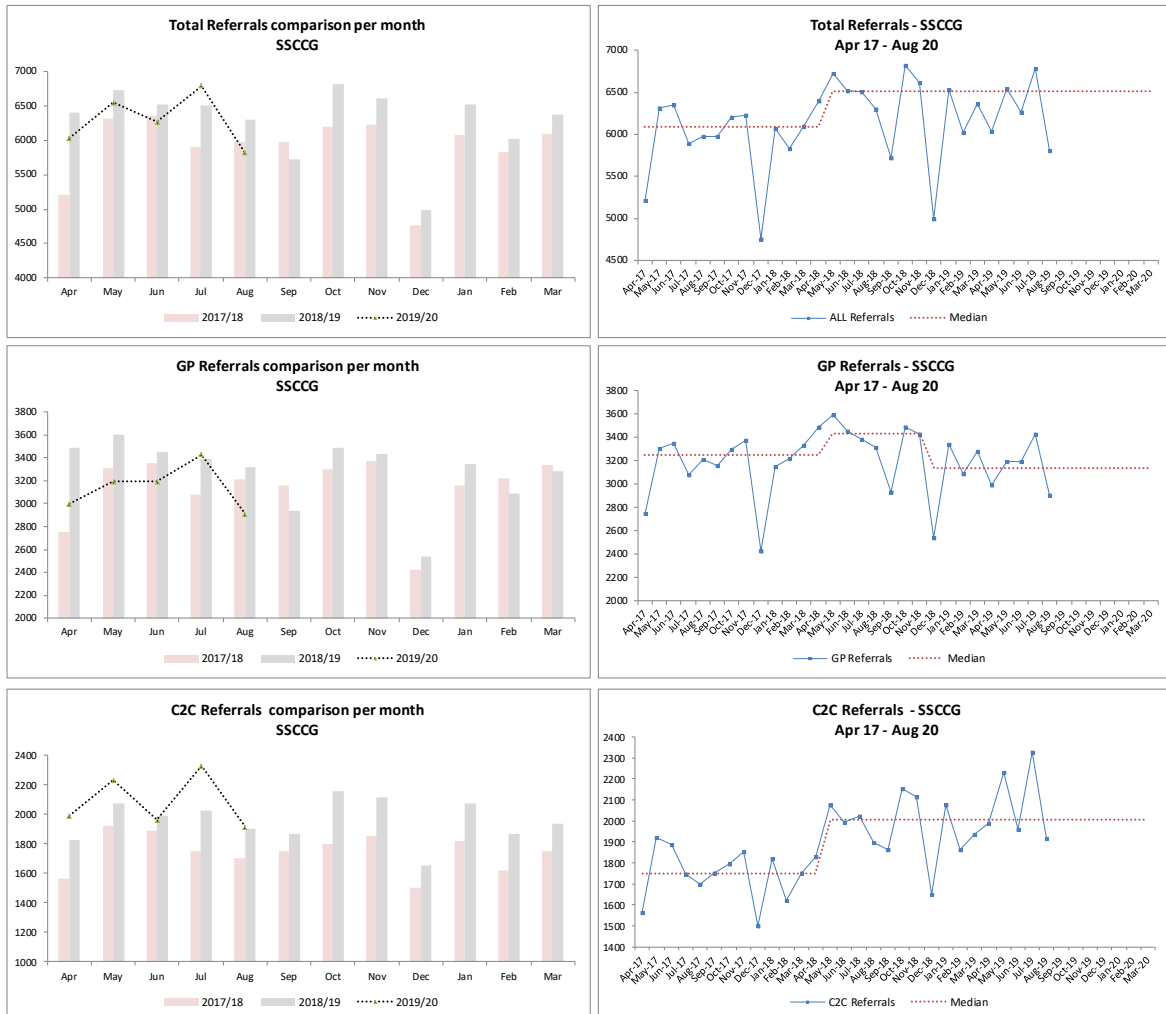 Total Referrals comparison per month
SSCCG
7000
6500
6000
5500
5000
4500
4000
Apr May Jun Jul Aug Sep Oct Nov Dec Jan Feb Mar
2017/18 2018/19 2019/20
Total Referrals - SSCCG
Apr 17 - Aug 20
7000
6500
6000
5500
5000
4500
Apr-17 May-17 Jun-17 Jul-17 Aug-17 Sep-17 Oct-17 Nov-17 Dec-17 Jan-18 Feb-18 Mar-18 Apr-18 May-18 Jun-18 Jul-18 Aug-18 Sep-18 Oct-18 Nov-18 Dec-18 Jan-19 Feb-19 Mar-19 Apr-19 May-19 Jun-19 Jul-19 Aug-19 Sep-19 Oct-19 Nov-19 Dec-19 Jan-20 Feb-20 Mar-20
ALL Referrals Median
GP Referrals comparison per month
SSCCG
3800
3600
3400
3200
3000
2800
2600
2400
2200
2000
Apr May Jun Jul Aug Sep Oct Nov Dec Jan Feb Mar
2017/18 2018/19 2019/20
GP Referrals - SSCCG
Apr 17 - Aug 20
3800
3600
3400
3200
3000
2800
2600
2400
2200
2000
Apr-17 May-17 Jun-17 Jul-17 Aug-17 Sep-17 Oct-17 Nov-17 Dec-17 Jan-18 Feb-18 Mar-18 Apr-18 May-18 Jun-18 Jul-18 Aug-18 Sep-18 Oct-18 Nov-18 Dec-18 Jan-19 Feb-19 Mar-19 Apr-19 May-19 Jun-19 Jul-19 Aug-19 Sep-19 Oct-19 Nov-19 Dec-19 Jan-20 Feb-20 Mar-20
GP Referrals Median
C2C Referrals comparison per month
SSCCG
2400
2200
2000
1800
1600
1400
1200
1000
Apr May Jun Jul Aug Sep Oct Nov Dec Jan Feb Mar
2017/18 2018/19 2019/20
C2C Referrals - SSCCG
Apr 17 - Aug 20
2400
2300
2200
2100
2000
1900
1800
1700
1600
1500
1400
Apr-17 May-17 Jun-17 Jul-17 Aug-17 Sep-17 Oct-17 Nov-17 Dec-17 Jan-18 Feb-18 Mar-18 Apr-18 May-18 Jun-18 Jul-18 Aug-18 Sep-18 Oct-18 Nov-18 Dec-18 Jan-19 Feb-19 Mar-19 Apr-19 May-19 Jun-19 Jul-19 Aug-19 Sep-19 Oct-19 Nov-19 Dec-19 Jan-20 Feb-20 Mar-20
C2C Referrals Median